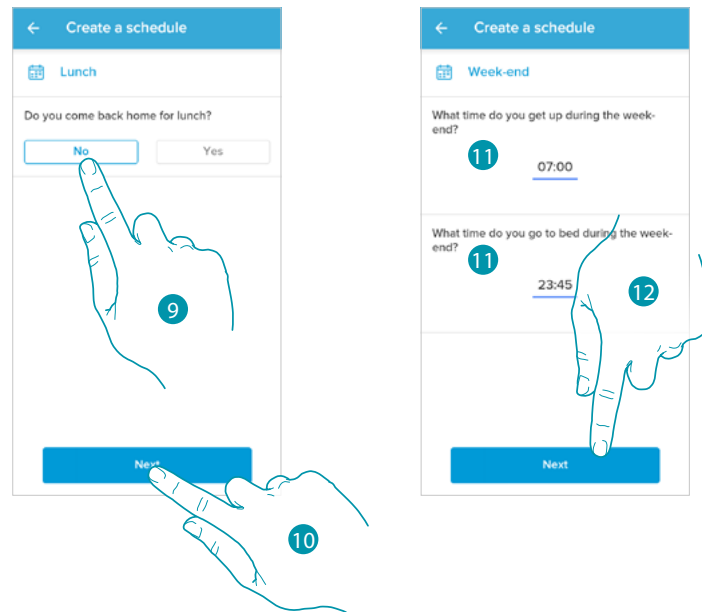 Create a schedule
Lunch
Do you come back home for lunch?
No
Yes
9
Next
10
Create a schedule
Week-end
What time do you get up during the week-
end?
11
07:00
What time do you go to bed during the week-
end?
11
23:45
12
Next